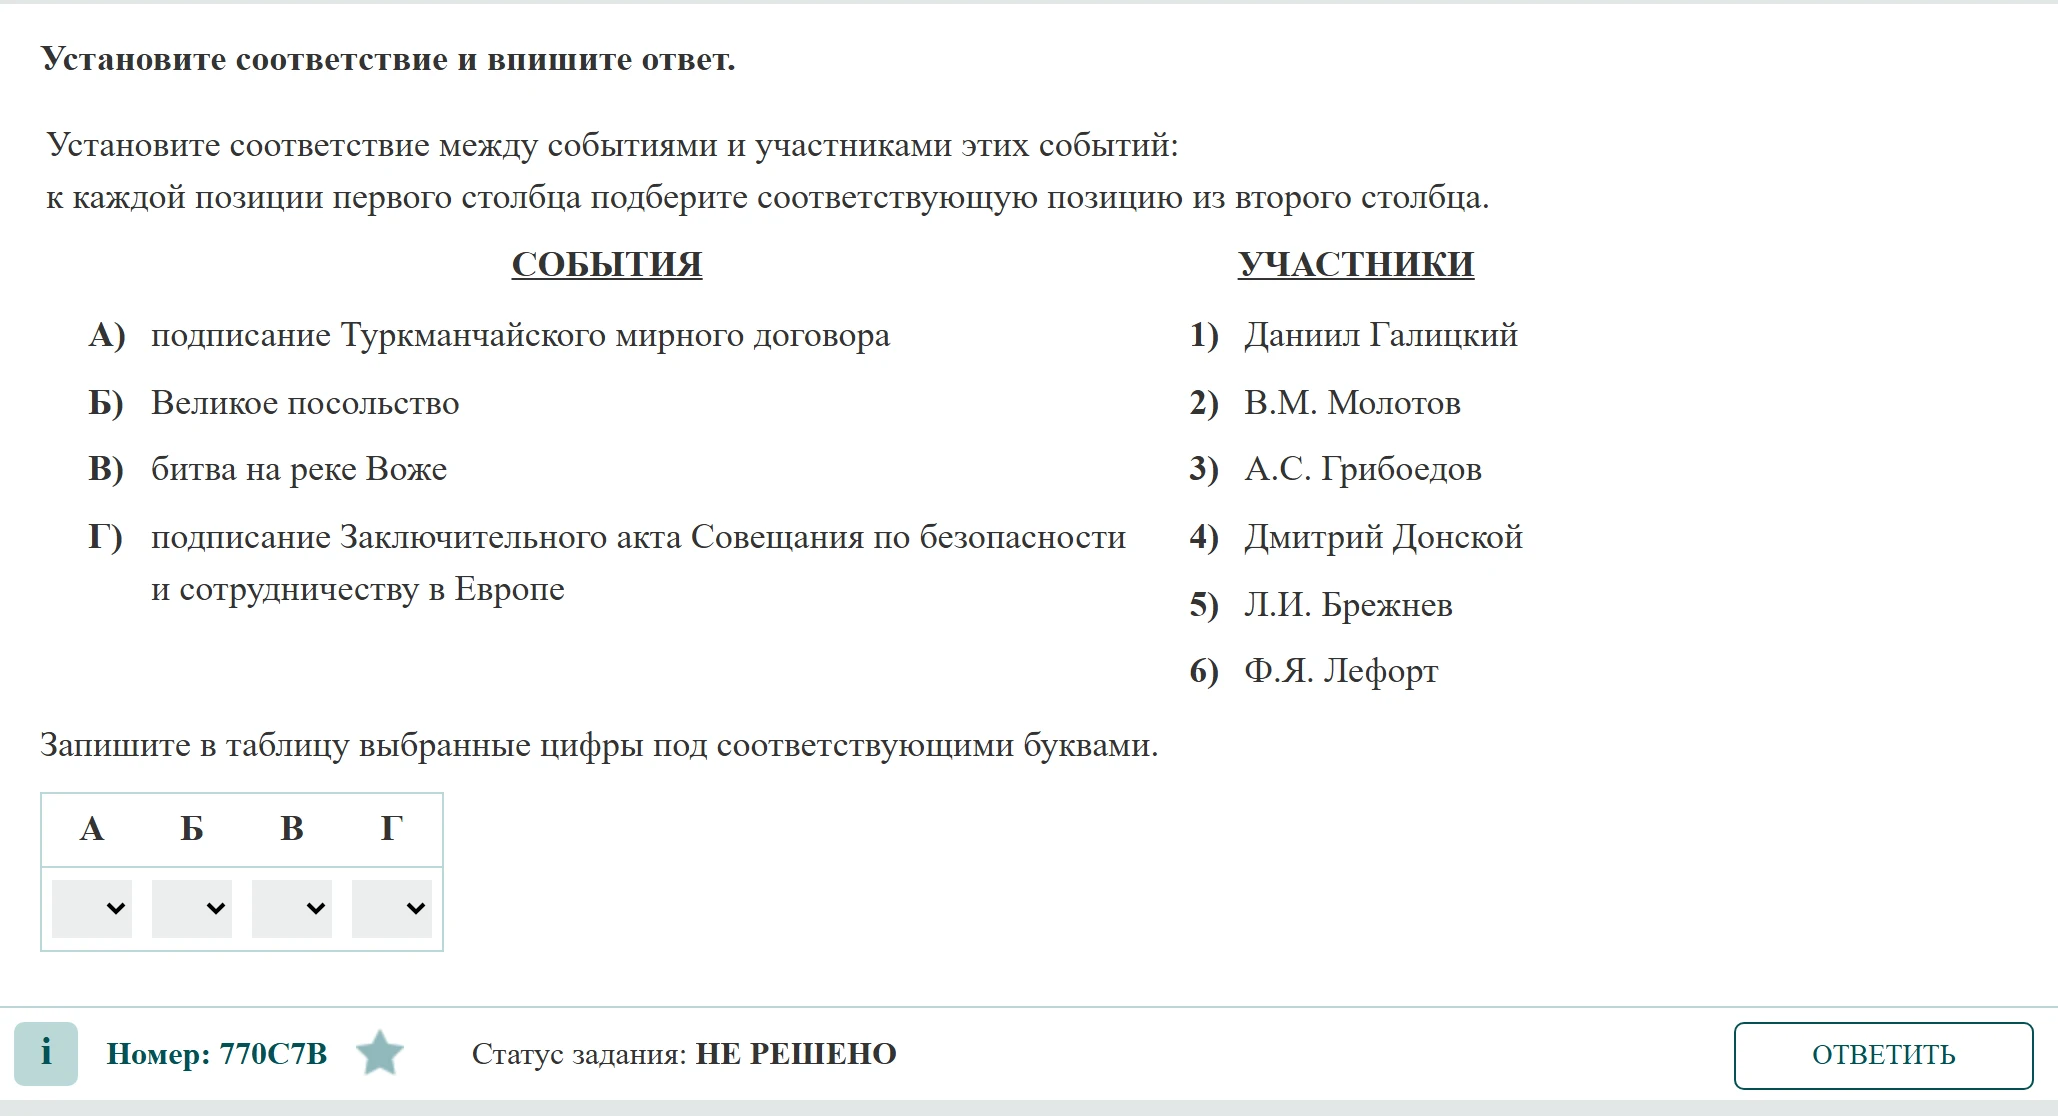 Установите соответствие и впишите ответ.
Установите соответствие между событиями и участниками этих событий:
к каждой позиции первого столбца подберите соответствующую позицию из второго столбца.
СОБЫТИЯ
А) подписание Туркманчайского мирного договора
Б) Великое посольство
В) битва на реке Воже
Г) подписание Заключительного акта Совещания по безопасности
и сотрудничеству в Европе
УЧАСТНИКИ
1) Даниил Галицкий
2) В.М. Молотов
3) А.С. Грибоедов
4) Дмитрий Донской
5) Л.И. Брежнев
6) Ф.Я. Лефорт
Запишите в таблицу выбранные цифры под соответствующими буквами.
А Б В Г
i Номер: 770C7B Статус задания: НЕ РЕШЕНО ОТВЕТИТЬ